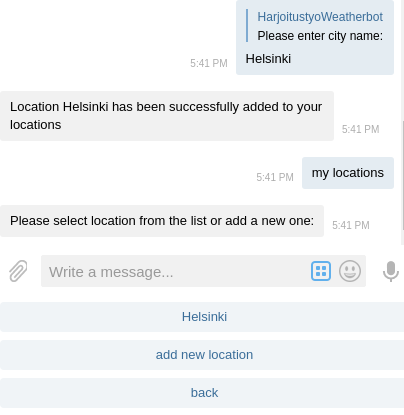 HarjoitustyoWeatherbot
Please enter city name:
Helsinki
5:41 PM
Location Helsinki has been successfully added to your
locations
5:41 PM
my locations
5:41 PM
Please select location from the list or add a new one:
5:41 PM
Write a message...
Helsinki
add new location
back